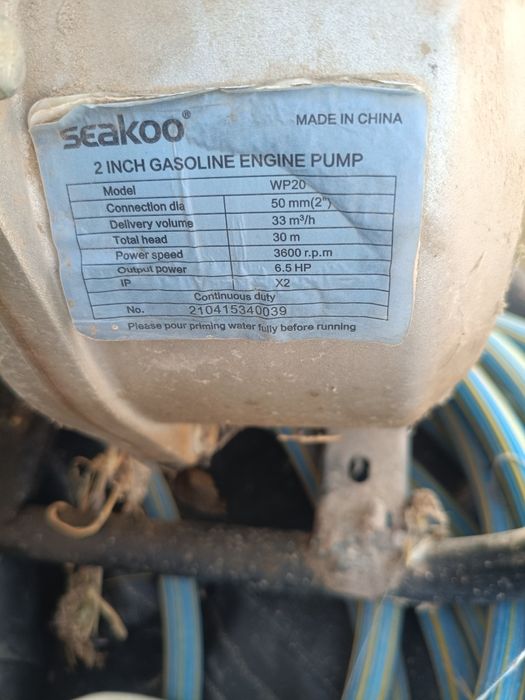 seakoo®
MADE IN CHINA
2 INCH GASOLINE ENGINE PUMP
Model WP20
Connection dia 50 mm(2")
Delivery volume 33 m³/h
Total head 30 m
Power speed 3600 r.p.m
Output power 6.5 HP
IP X2
Continuous duty
No. 210415340039
Please pour priming water fully before running